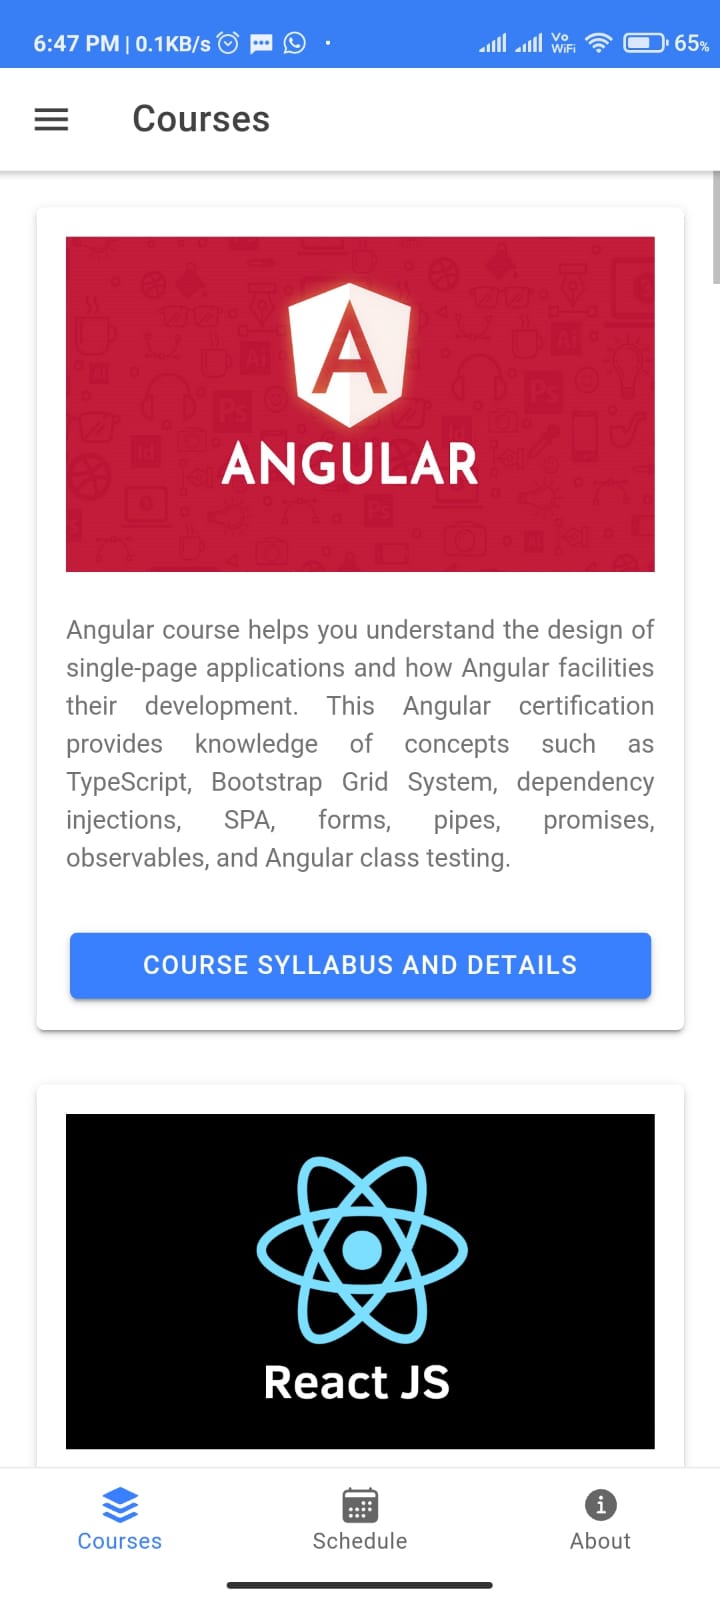 6:47 PM | 0.1KB/s
Vo
WiFi
65%
Courses
Ai
Ps
Id
ANGULAR
Angular course helps you understand the design of
single-page applications and how Angular facilities
their development. This Angular certification
provides knowledge of concepts such as
TypeScript, Bootstrap Grid System, dependency
injections, SPA, forms, pipes, promises,
observables, and Angular class testing.
COURSE SYLLABUS AND DETAILS
React JS
Courses Schedule About